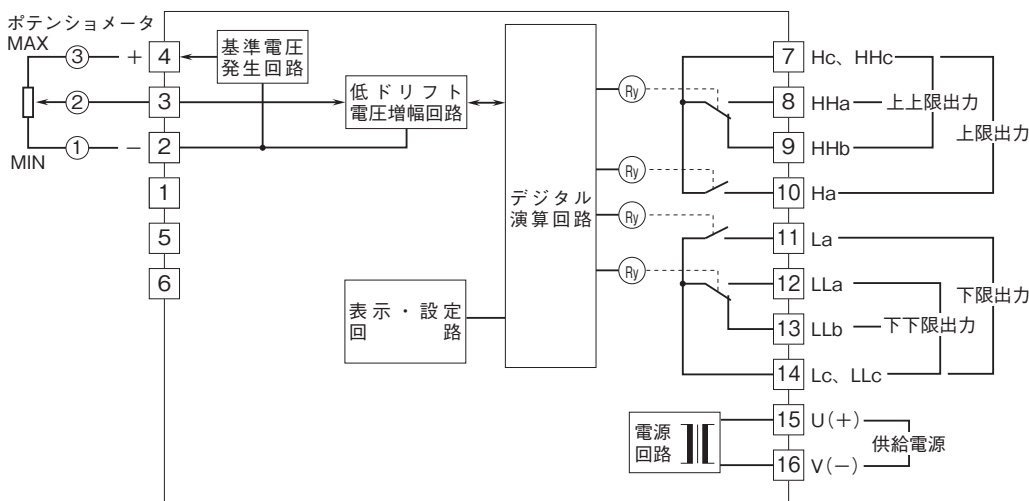 ポテンショメータ
MAX
③
+
4
基準電圧
発生回路
②
3
低ドリフト
電圧増幅回路
①
−
2
MIN
1
5
6
デジタル
演算回路
表示・設定
回路
Ry
Ry
Ry
Ry
7
Hc、HHc
8
HHa
上上限出力
9
HHb
上限出力
10
Ha
11
La
12
LLa
下限出力
13
LLb
下下限出力
14
Lc、LLc
電源
回路
15
U(+)
供給電源
16
V(−)